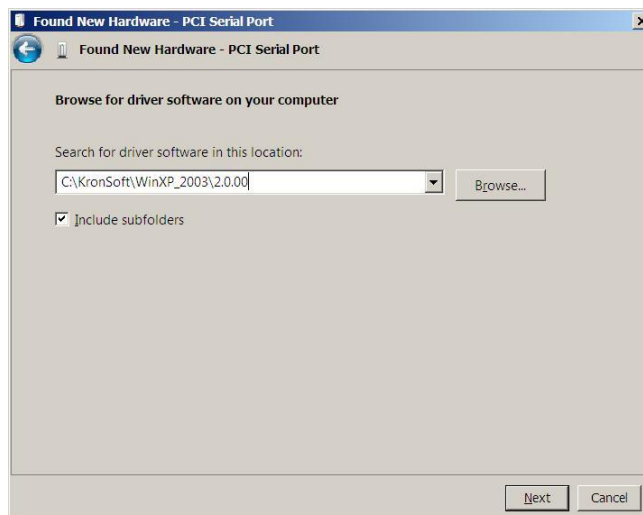 Found New Hardware - PCI Serial Port
Found New Hardware - PCI Serial Port
Browse for driver software on your computer
Search for driver software in this location:
C:\KronSoft\WinXP_2003\2.0.00
Browse...
Include subfolders
Next Cancel